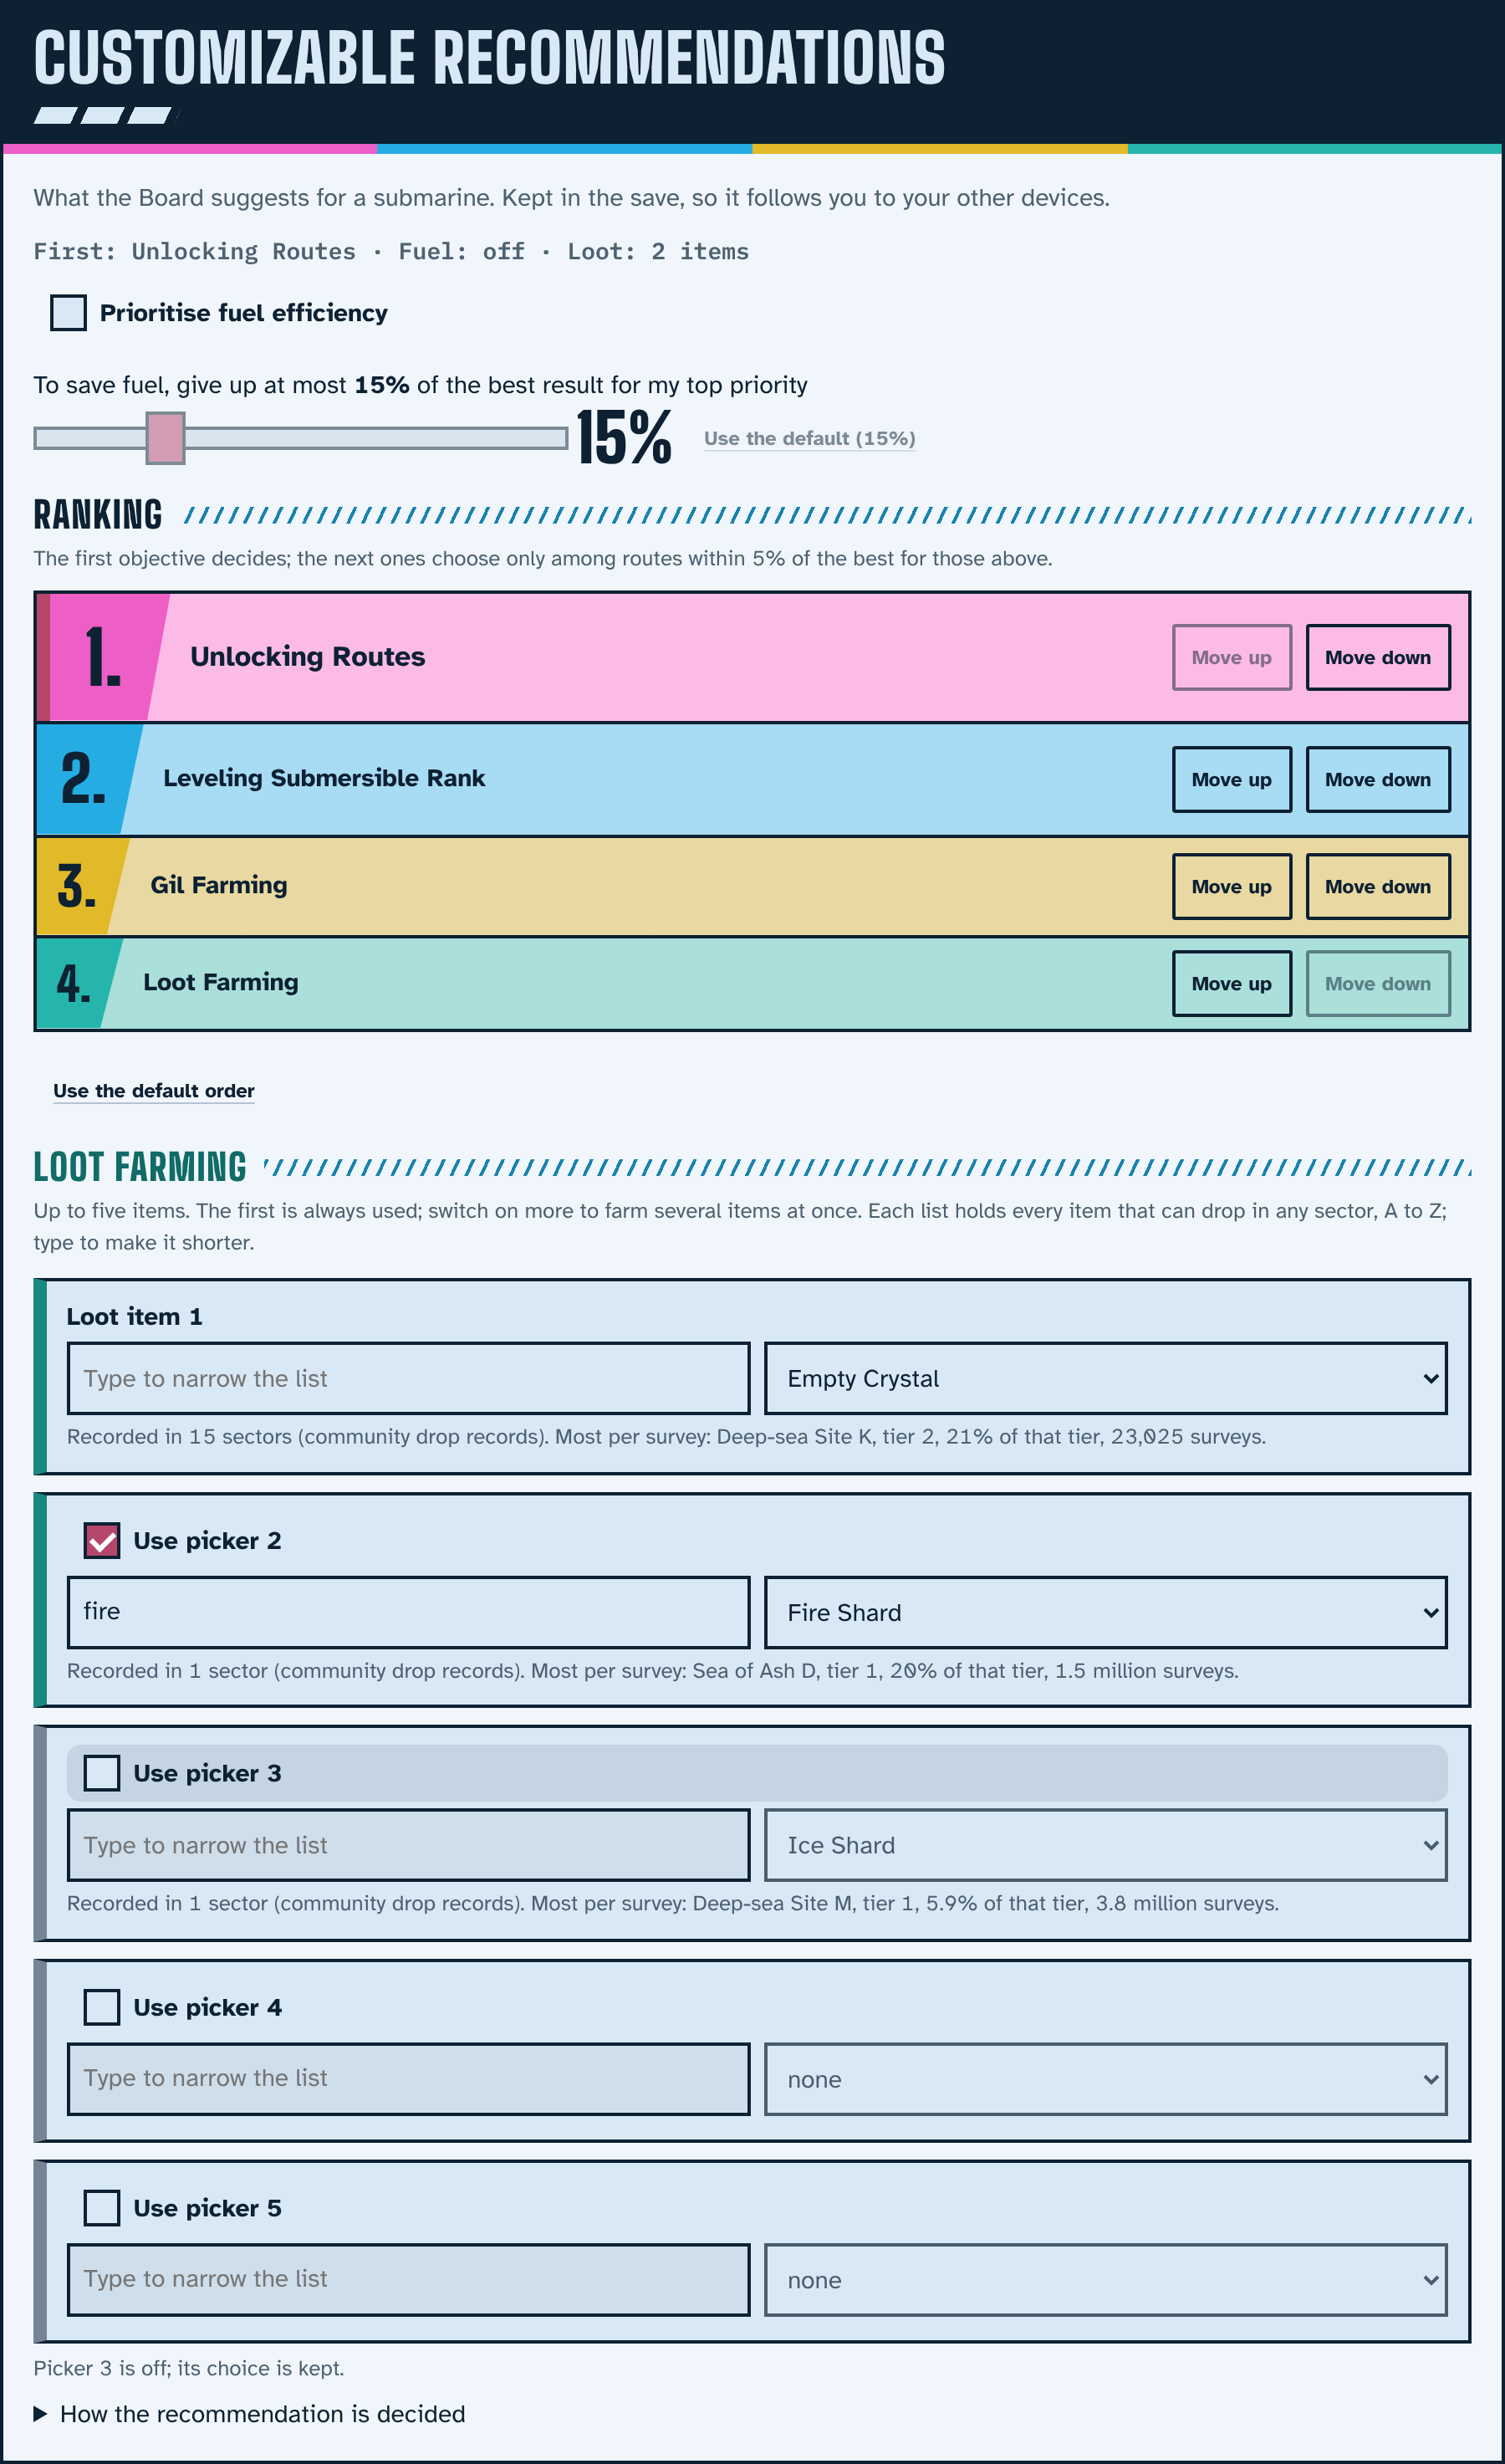 CUSTOMIZABLE RECOMMENDATIONS
What the Board suggests for a submarine. Kept in the save, so it follows you to your other devices.
First: Unlocking Routes · Fuel: off · Loot: 2 items
Prioritise fuel efficiency
To save fuel, give up at most 15% of the best result for my top priority
15% Use the default (15%)
RANKING
The first objective decides; the next ones choose only among routes within 5% of the best for those above.
1. Unlocking Routes Move up Move down
2. Leveling Submersible Rank Move up Move down
3. Gil Farming Move up Move down
4. Loot Farming Move up Move down
Use the default order
LOOT FARMING
Up to five items. The first is always used; switch on more to farm several items at once. Each list holds every item that can drop in any sector, A to Z;
type to make it shorter.
Loot item 1
Type to narrow the list Empty Crystal
Recorded in 15 sectors (community drop records). Most per survey: Deep-sea Site K, tier 2, 21% of that tier, 23,025 surveys.
Use picker 2
fire Fire Shard
Recorded in 1 sector (community drop records). Most per survey: Sea of Ash D, tier 1, 20% of that tier, 1.5 million surveys.
Use picker 3
Type to narrow the list Ice Shard
Recorded in 1 sector (community drop records). Most per survey: Deep-sea Site M, tier 1, 5.9% of that tier, 3.8 million surveys.
Use picker 4
Type to narrow the list none
Use picker 5
Type to narrow the list none
Picker 3 is off; its choice is kept.
How the recommendation is decided